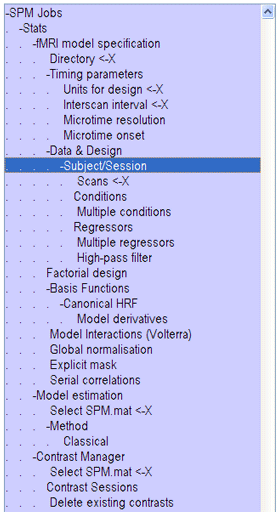 -SPM Jobs
. -Stats
. . -fMRI model specification
. . . Directory <-X
. . . -Timing parameters
. . . . Units for design <-X
. . . . Interscan interval <-X
. . . . Microtime resolution
. . . . Microtime onset
. . . -Data & Design
. . . . -Subject/Session
. . . . . Scans <-X
. . . . . Conditions
. . . . . Multiple conditions
. . . . . Regressors
. . . . . Multiple regressors
. . . . . High-pass filter
. . . Factorial design
. . . -Basis Functions
. . . . -Canonical HRF
. . . . . Model derivatives
. . . Model Interactions (Volterra)
. . . Global normalisation
. . . Explicit mask
. . . Serial correlations
. . -Model estimation
. . . Select SPM.mat <-X
. . . -Method
. . . . Classical
. . -Contrast Manager
. . . Select SPM.mat <-X
. . . Contrast Sessions
. . . Delete existing contrasts